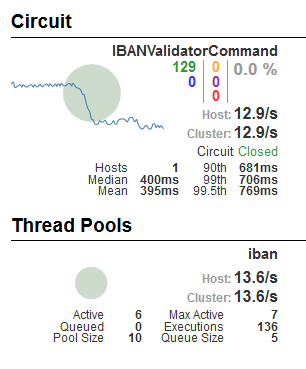 Circuit
IBANValidatorCommand
129 0 0.0 %
0 0
0
Host: 12.9/s
Cluster: 12.9/s
Circuit Closed
Hosts 1 90th 681ms
Median 400ms 99th 706ms
Mean 395ms 99.5th 769ms
Thread Pools
iban
Host: 13.6/s
Cluster: 13.6/s
Active 6 Max Active 7
Queued 0 Executions 136
Pool Size 10 Queue Size 5